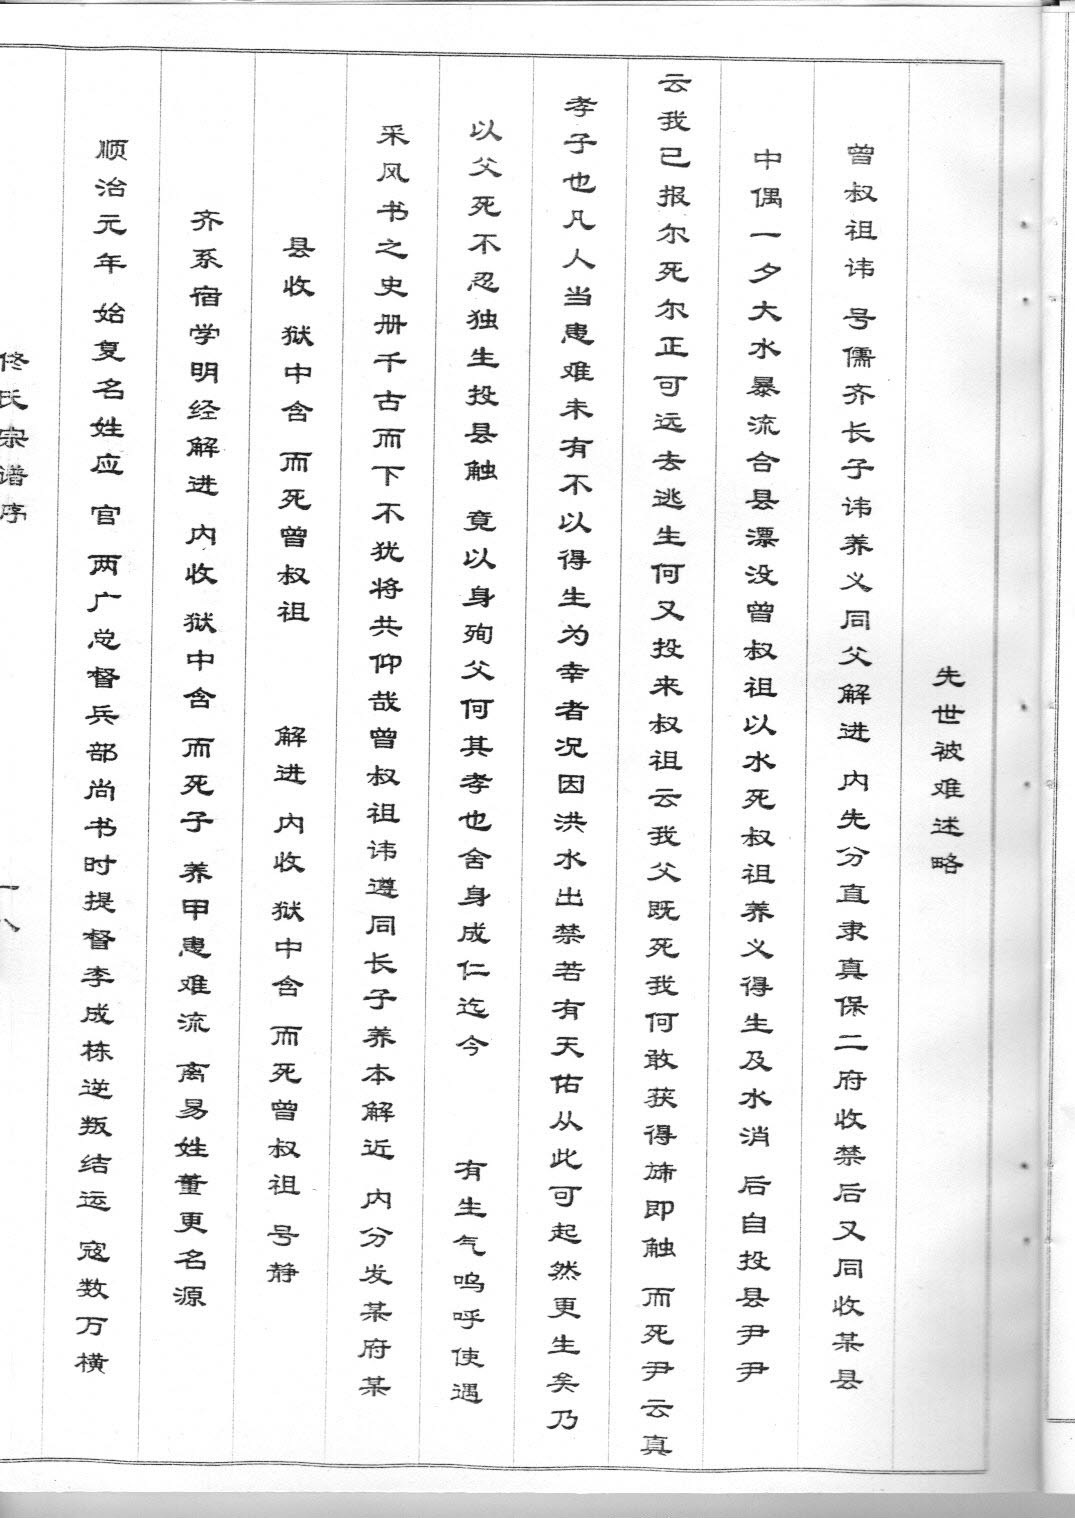 先世被难述略
曾叔祖讳 号儒齐长子讳养义同父解进 内先分直隶真保二府收禁后又同收某县
中偶一夕大水暴流合县漂没曾叔祖以水死叔祖养义得生及水消 后自投县尹尹
云我已报尔死尔正可远去逃生何又投来叔祖云我父既死我何敢获得斾即触 而死尹云真
孝子也凡人当患难未有不以得生为幸者况因洪水出禁若有天佑从此可起然更生矣乃
以父死不忍独生投县触 竟以身殉父何其孝也舍身成仁迄今 有生气呜呼使遇
采风书之史册千古而下不犹将共仰哉曾叔祖讳遵同长子养本解近 内分发某府某
县收 狱中含 而死曾叔祖 解进 内收 狱中含 而死曾叔祖 号静
齐系宿学明经解进 内收 狱中含 而死子 养甲患难流 离易姓董更名源
顺治元年 始复名姓应 官 两广总督兵部尚书时提督李成栋逆叛结运 寇数万横
佟氏宗谱序
一八